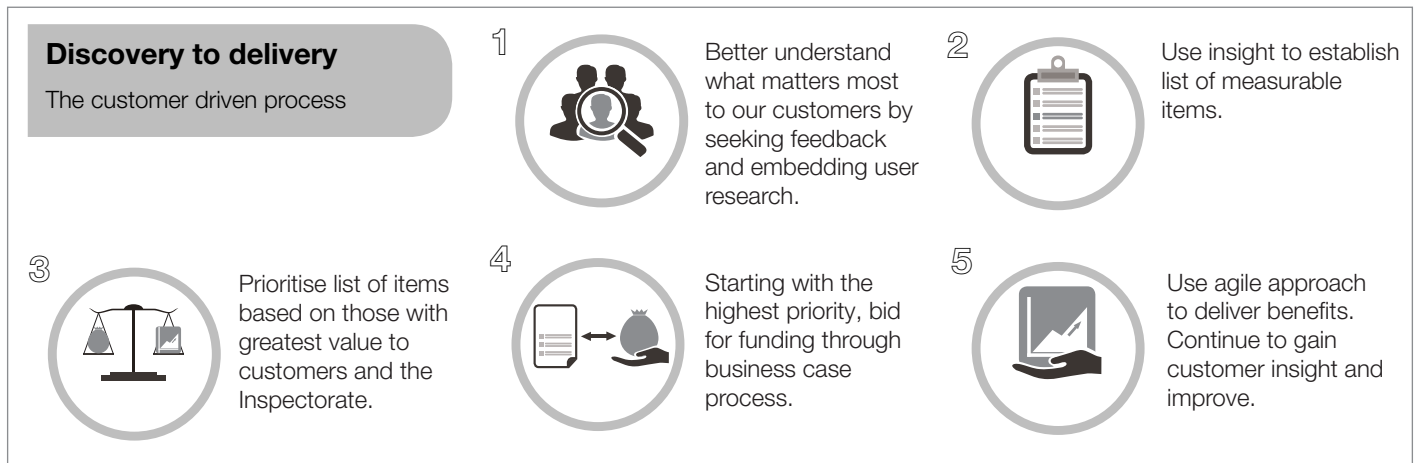 Discovery to delivery
The customer driven process
1
Better understand
what matters most
to our customers by
seeking feedback
and embedding user
research.
2
Use insight to establish
list of measurable
items.
3
Prioritise list of items
based on those with
greatest value to
customers and the
Inspectorate.
4
Starting with the
highest priority, bid
for funding through
business case
process.
5
Use agile approach
to deliver benefits.
Continue to gain
customer insight and
improve.